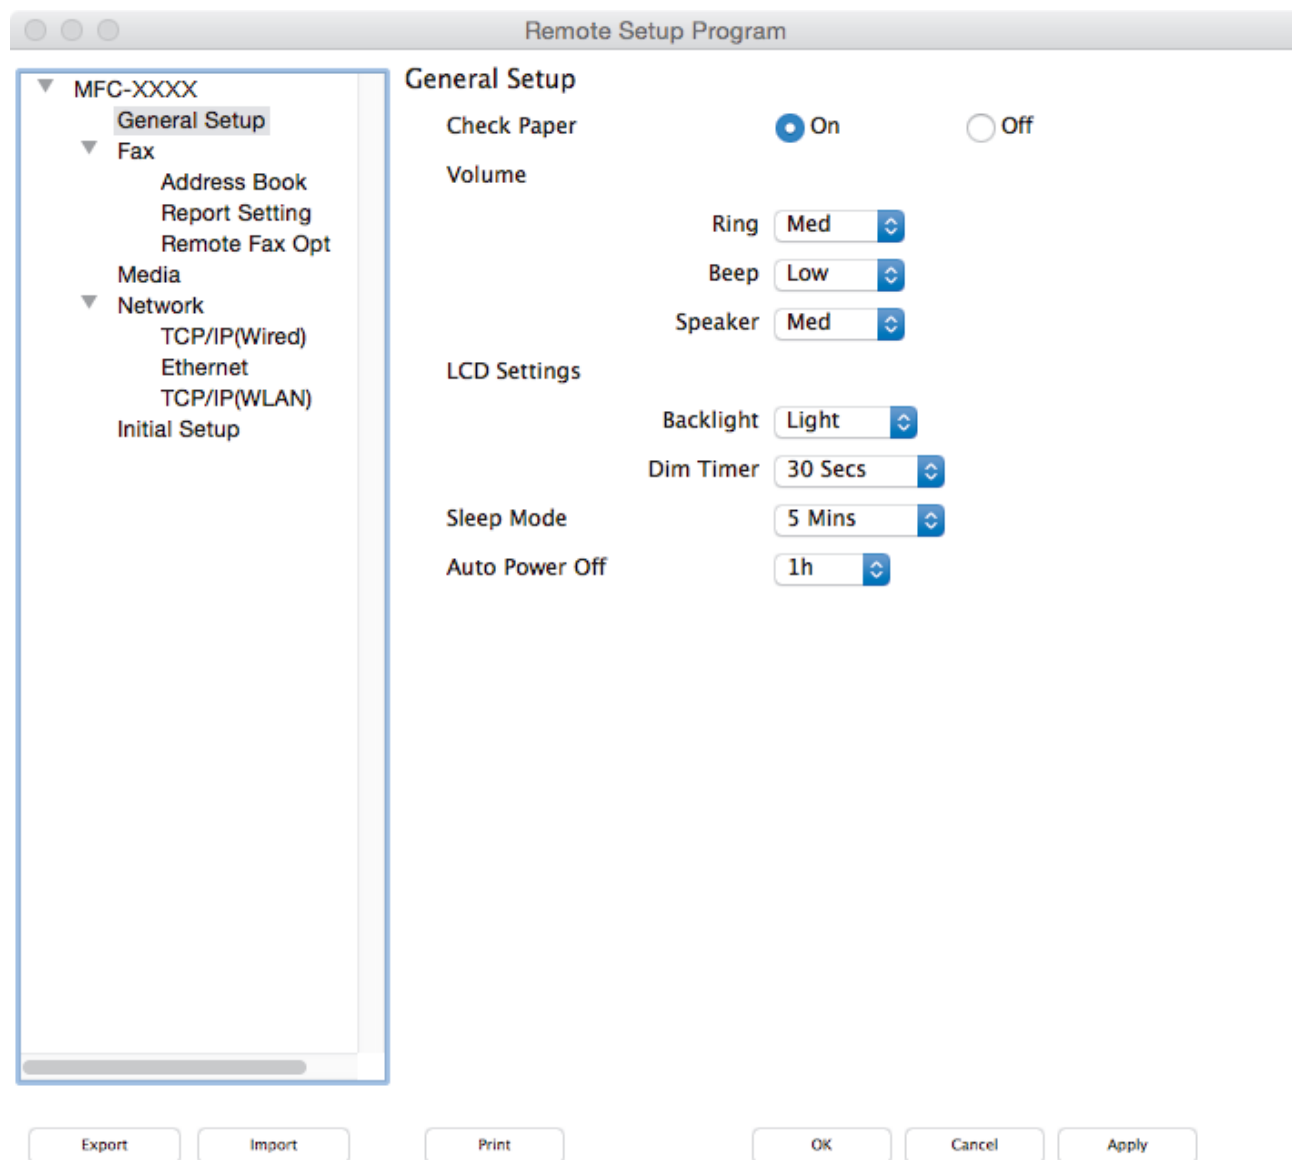 Remote Setup Program
MFC-XXXX
General Setup
Fax
Address Book
Report Setting
Remote Fax Opt
Media
Network
TCP/IP(Wired)
Ethernet
TCP/IP(WLAN)
Initial Setup
General Setup
Check Paper On Off
Volume
Ring Med
Beep Low
Speaker Med
LCD Settings
Backlight Light
Dim Timer 30 Secs
Sleep Mode 5 Mins
Auto Power Off 1h
Export Import Print OK Cancel Apply